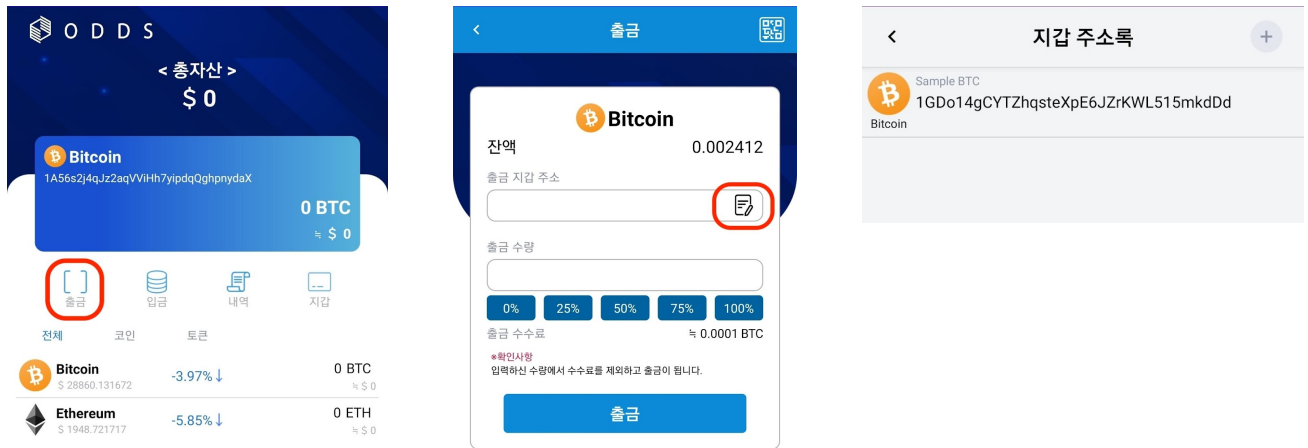 ODDS
< 총자산 >
$ 0
Bitcoin
1A56s2j4qJz2aqVViHh7yipdqQghpnydaX
0 BTC
≒ $ 0
출금 입금 내역 지갑
전체 코인 토큰
Bitcoin -3.97%↓ 0 BTC
$ 28860.131672 ≒ $ 0
Ethereum -5.85%↓ 0 ETH
$ 1948.721717 ≒ $ 0
출금
Bitcoin
잔액 0.002412
출금 지갑 주소
출금 수량
0% 25% 50% 75% 100%
출금 수수료 ≒ 0.0001 BTC
*확인사항
입력하신 수량에서 수수료를 제외하고 출금이 됩니다.
출금
지갑 주소록
Sample BTC
1GDo14gCYTZhqsteXpE6JZrKWL515mkdDd
Bitcoin